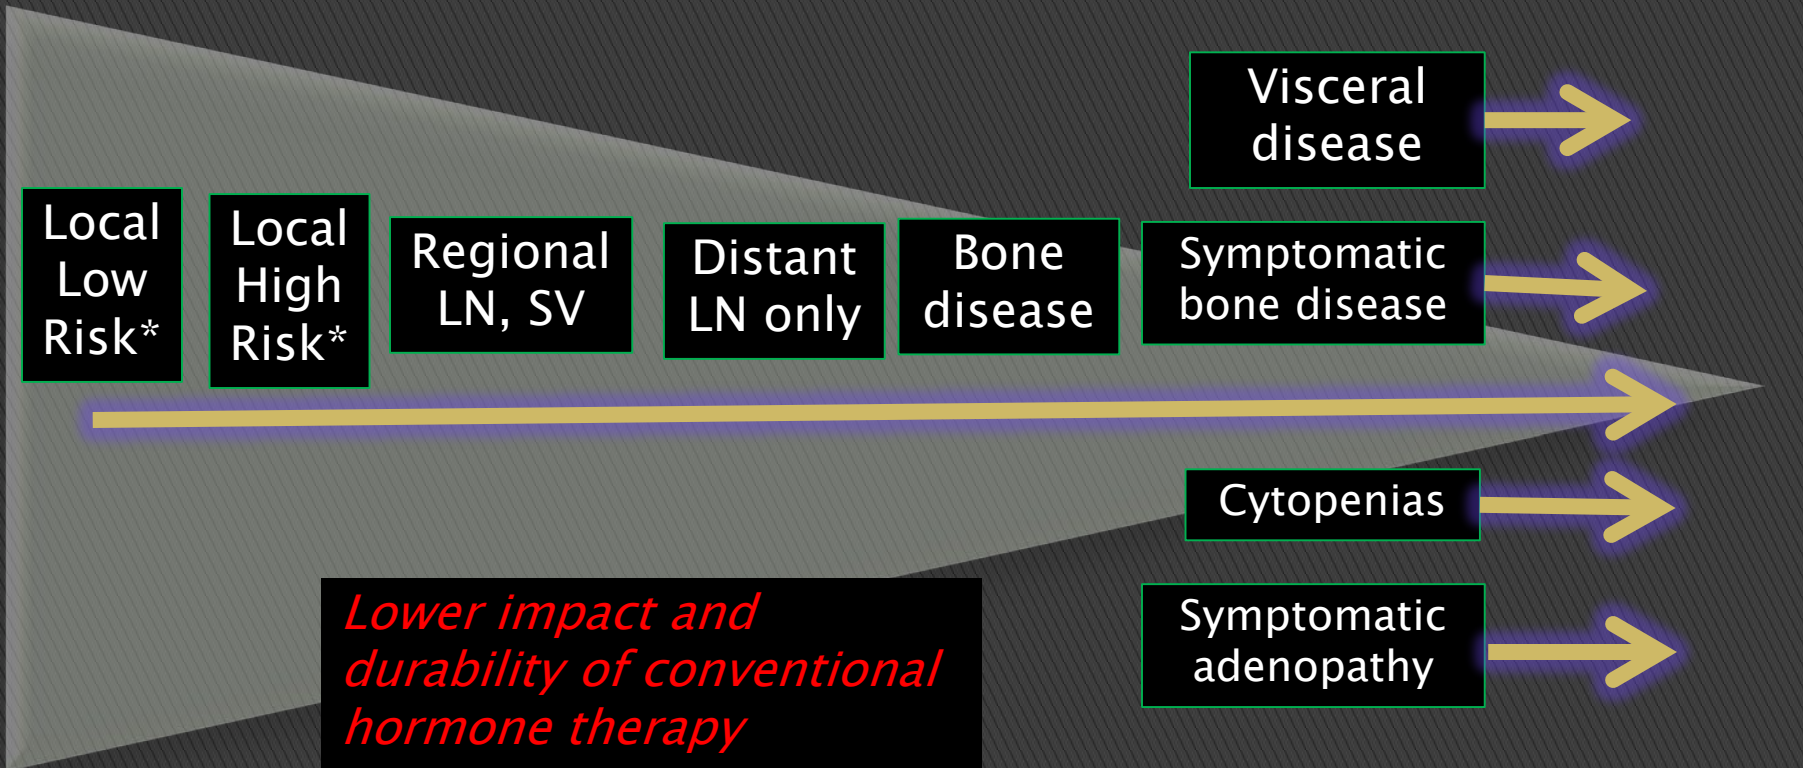 Local
Low
Risk*
Local
High
Risk*
Regional
LN, SV
Distant
LN only
Bone
disease
Visceral
disease
Symptomatic
bone disease
Cytopenias
Symptomatic
adenopathy
Lower impact and
durability of conventional
hormone therapy